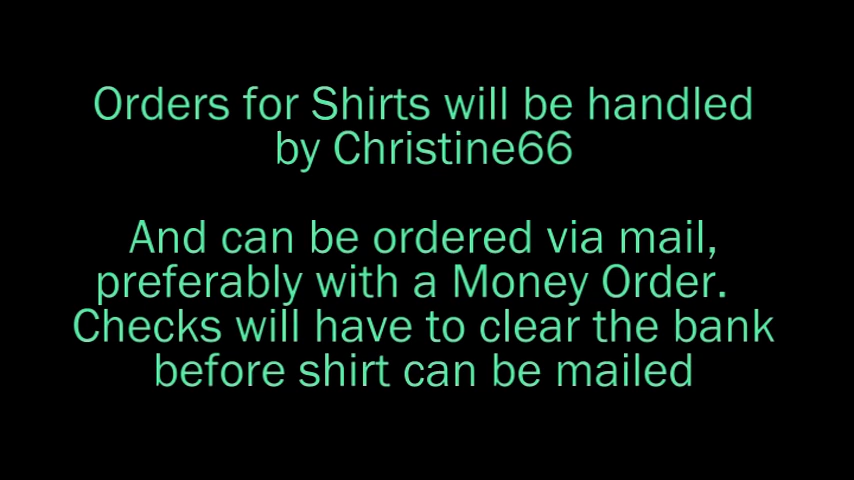 Orders for Shirts will be handled
by Christine66
And can be ordered via mail,
preferably with a Money Order.
Checks will have to clear the bank
before shirt can be mailed